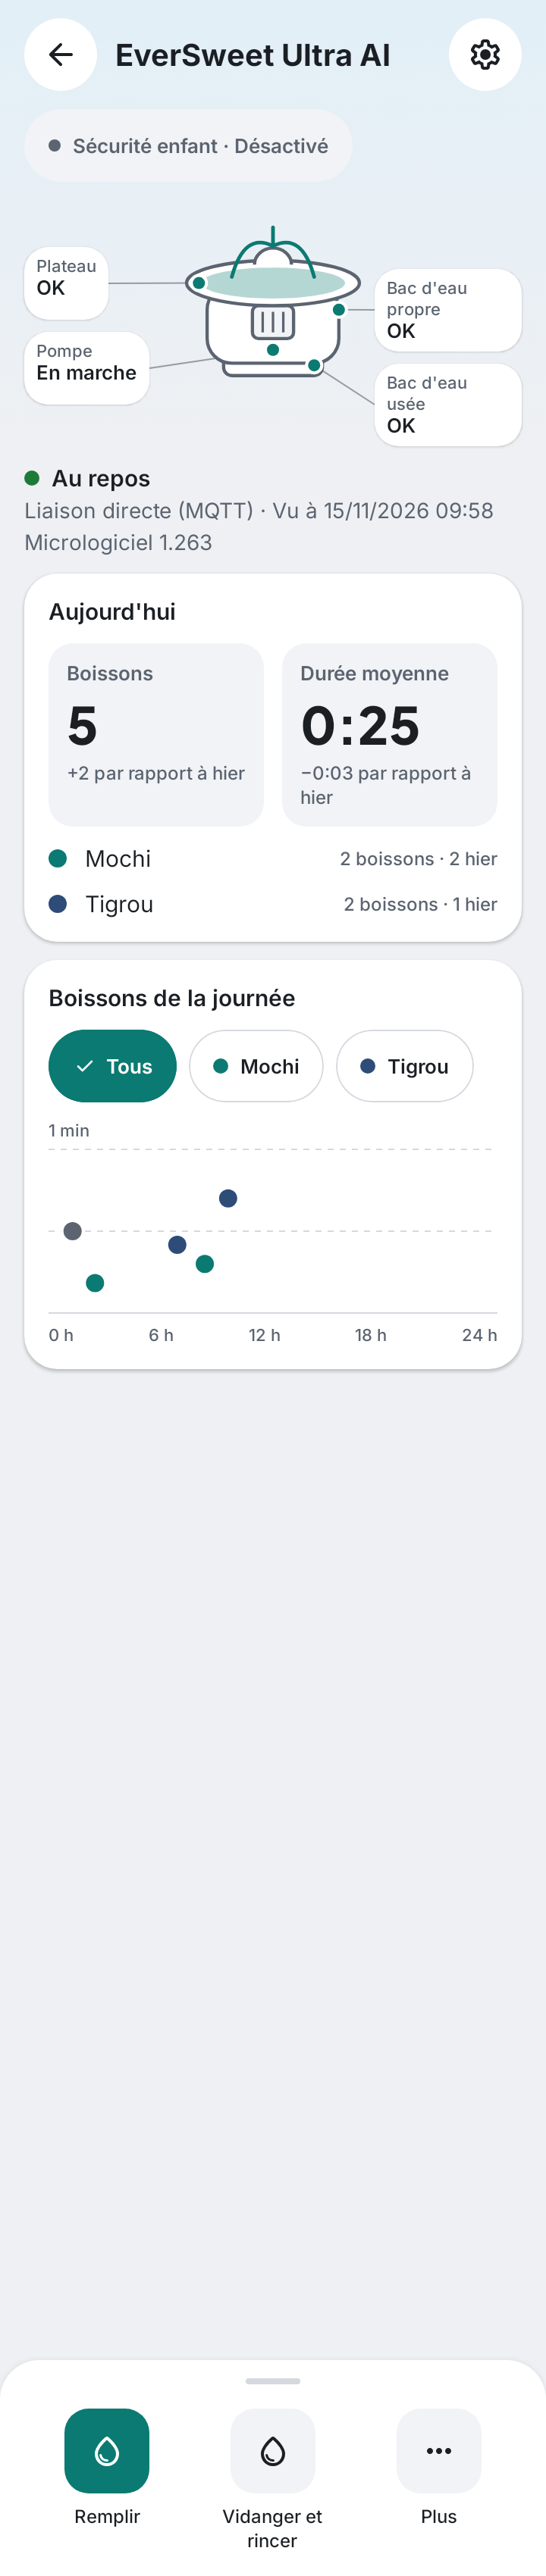 EverSweet Ultra AI
Sécurité enfant · Désactivé
Plateau
OK
Pompe
En marche
Bac d'eau
propre
OK
Bac d'eau
usée
OK
Au repos
Liaison directe (MQTT) · Vu à 15/11/2026 09:58
Micrologiciel 1.263
Aujourd'hui
Boissons
5
+2 par rapport à hier
Durée moyenne
0:25
−0:03 par rapport à
hier
Mochi
2 boissons · 2 hier
Tigrou
2 boissons · 1 hier
Boissons de la journée
Tous
Mochi
Tigrou
1 min
0 h
6 h
12 h
18 h
24 h
Remplir
Vidanger et
rincer
Plus